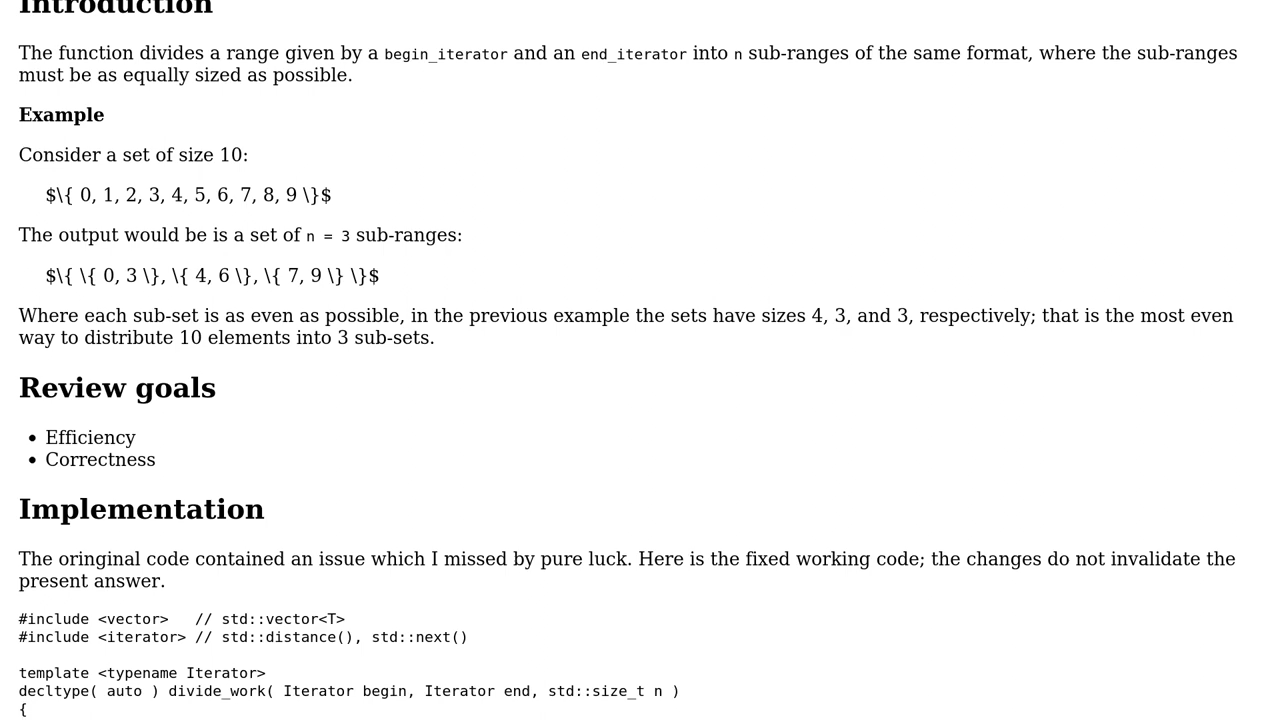 Introduction
The function divides a range given by a begin_iterator and an end_iterator into n sub-ranges of the same format, where the sub-ranges
must be as equally sized as possible.
Example
Consider a set of size 10:
$\{ 0, 1, 2, 3, 4, 5, 6, 7, 8, 9 \}$
The output would be is a set of n = 3 sub-ranges:
$\{ \{ 0, 3 \}, \{ 4, 6 \}, \{ 7, 9 \} \}$
Where each sub-set is as even as possible, in the previous example the sets have sizes 4, 3, and 3, respectively; that is the most even
way to distribute 10 elements into 3 sub-sets.
Review goals
• Efficiency
• Correctness
Implementation
The oringinal code contained an issue which I missed by pure luck. Here is the fixed working code; the changes do not invalidate the
present answer.
#include <vector>   // std::vector<T>
#include <iterator> // std::distance(), std::next()
template <typename Iterator>
decltype( auto ) divide_work( Iterator begin, Iterator end, std::size_t n )
{